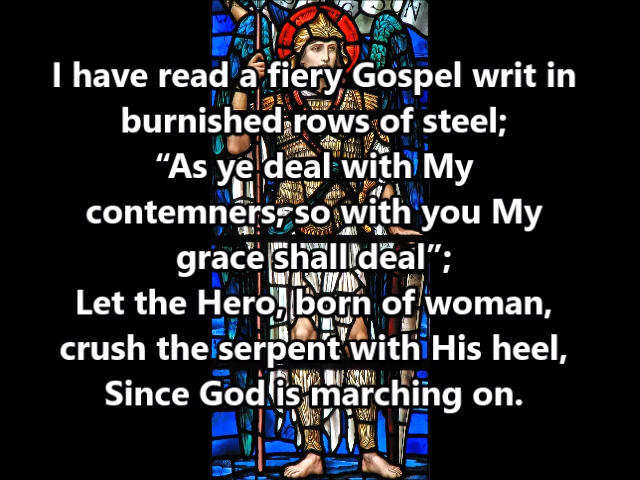 I have read a fiery Gospel writ in
burnished rows of steel;
“As ye deal with My
contemners, so with you My
grace shall deal”;
Let the Hero, born of woman,
crush the serpent with His heel,
Since God is marching on.